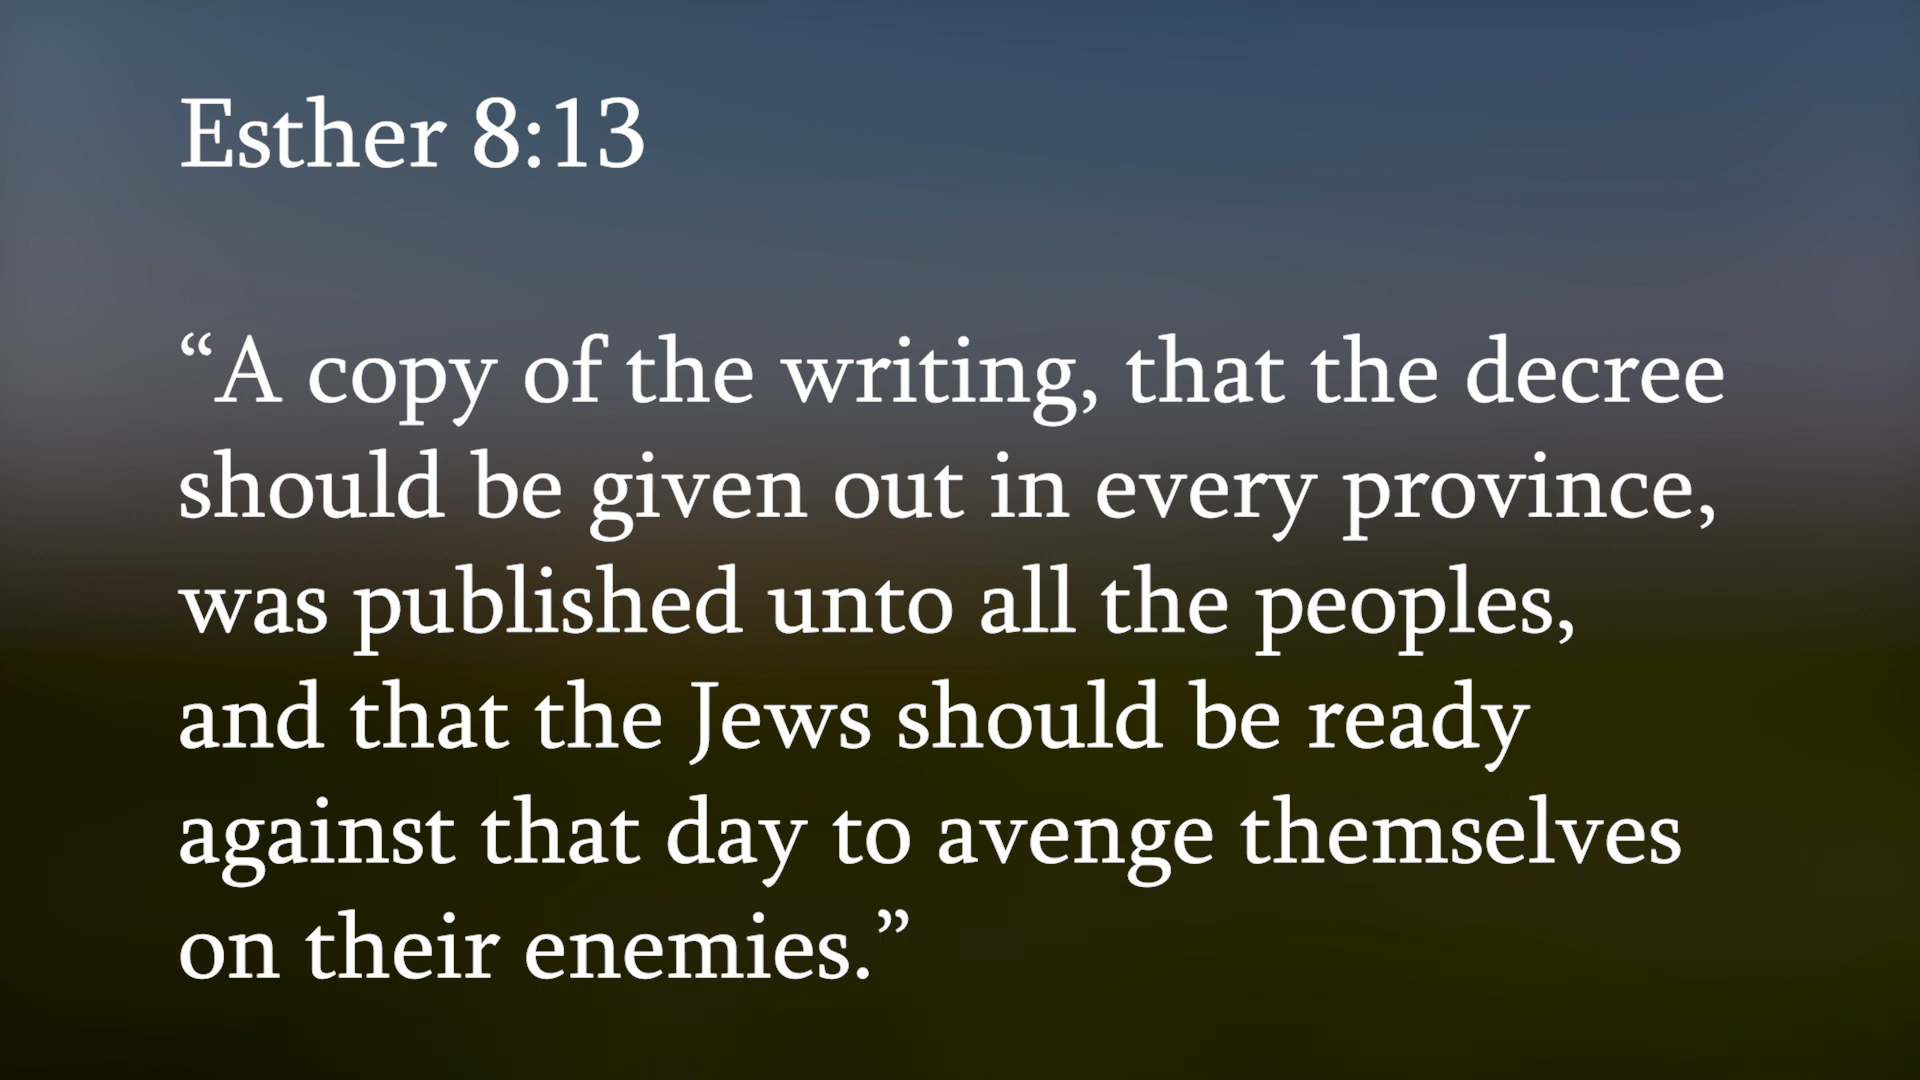 Esther 8:13
“A copy of the writing, that the decree
should be given out in every province,
was published unto all the peoples,
and that the Jews should be ready
against that day to avenge themselves
on their enemies.”